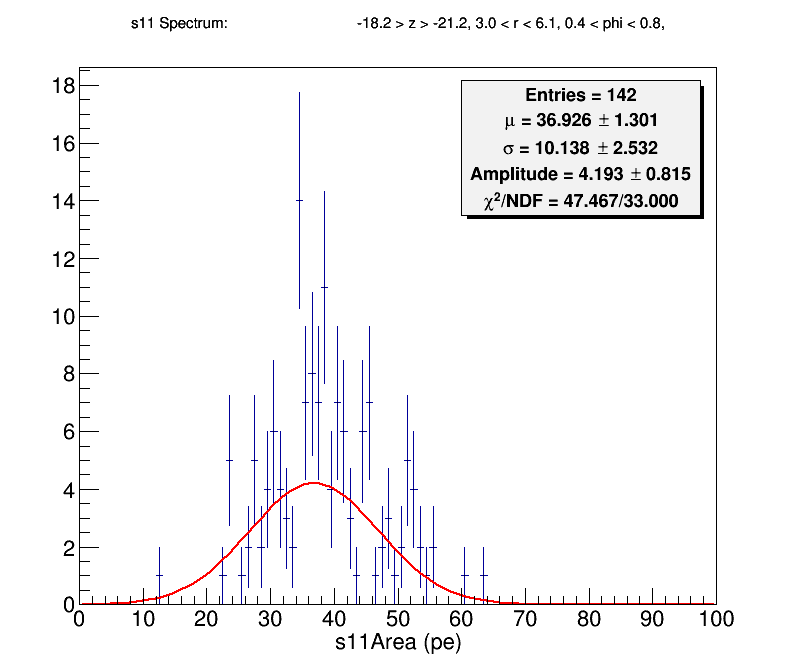 s11 Spectrum: -18.2 > z > -21.2, 3.0 < r < 6.1, 0.4 < phi < 0.8,
Entries = 142
μ = 36.926 ± 1.301
σ = 10.138 ± 2.532
Amplitude = 4.193 ± 0.815
χ²/NDF = 47.467/33.000
18
16
14
12
10
8
6
4
2
0
0 10 20 30 40 50 60 70 80 90 100
s11Area (pe)